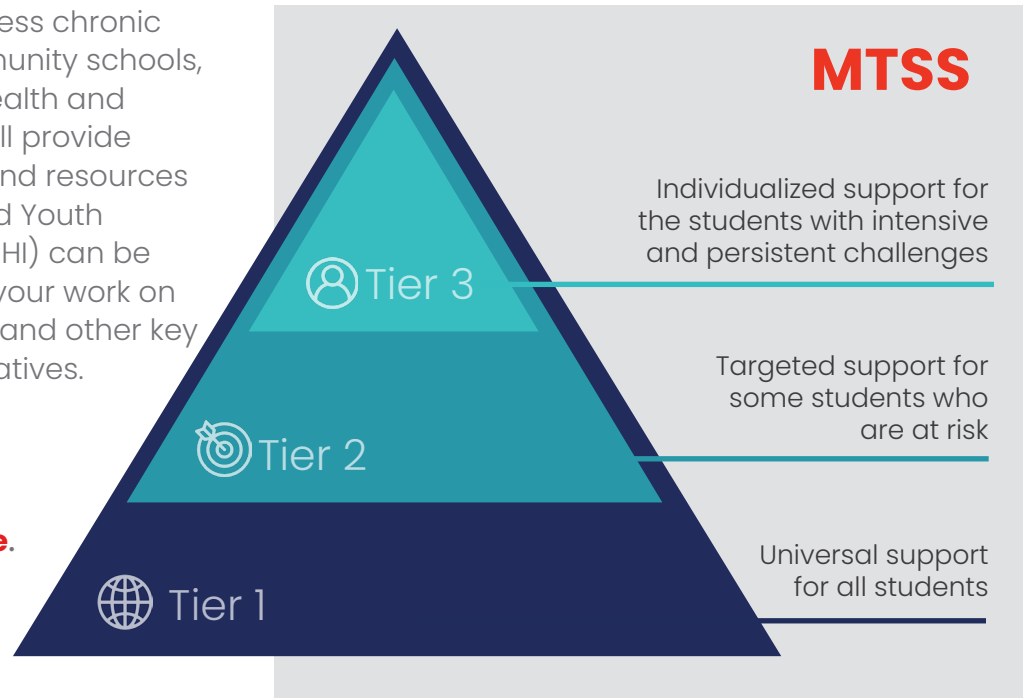 ess chronic
munity schools,
ealth and
ll provide
nd resources
d Youth
HI) can be
your work on
and other key
atives.
e.
MTSS
Individualized support for
the students with intensive
and persistent challenges
Tier 3
Targeted support for
some students who
are at risk
Tier 2
Universal support
for all students
Tier 1